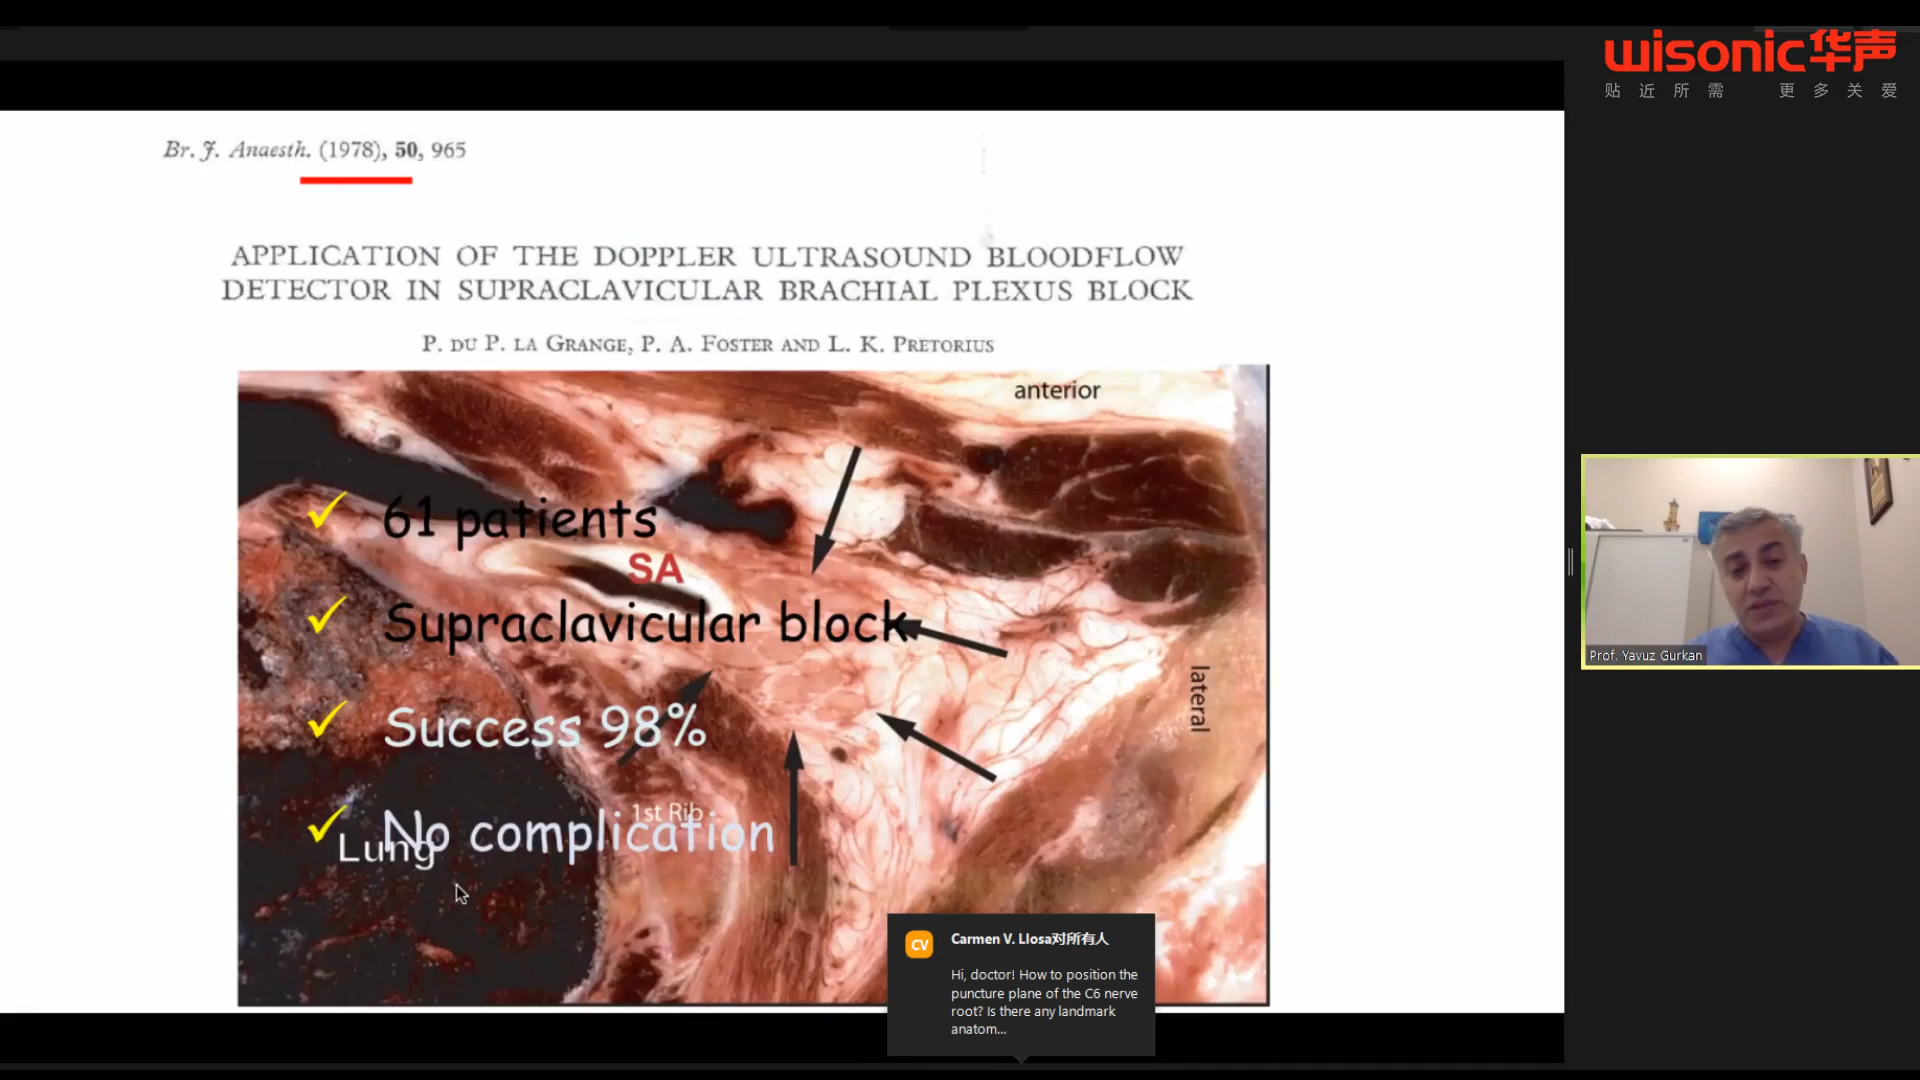 wisonic华声
贴近所需 更多关爱
Br. J. Anaesth. (1978), 50, 965
APPLICATION OF THE DOPPLER ULTRASOUND BLOODFLOW
DETECTOR IN SUPRACLAVICULAR BRACHIAL PLEXUS BLOCK
P. DU P. LA GRANGE, P. A. FOSTER AND L. K. PRETORIUS
anterior
61 patients
SA
Supraclavicular block
lateral
Success 98%
1st Rib
No complication
Lung
Prof. Yavuz Gurkan
CV
Carmen V. Llosa对所有人
Hi, doctor! How to position the
puncture plane of the C6 nerve
root? Is there any landmark
anatom...